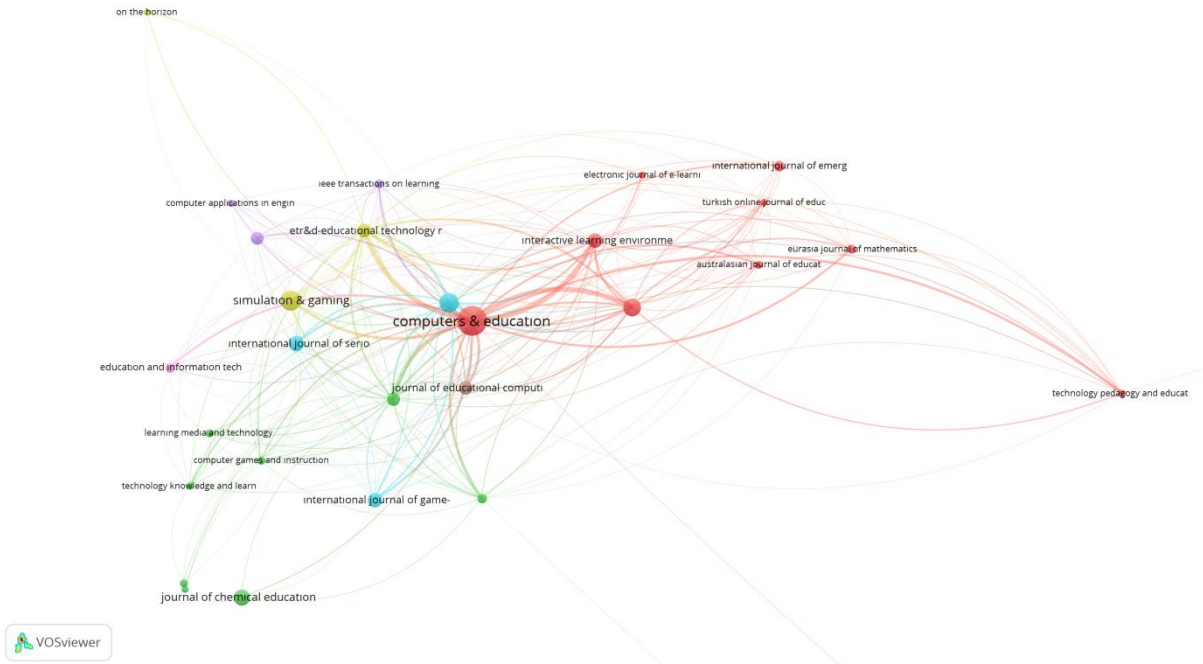 on the horizon
international journal of emerg
electronic journal of e-learni
ieee transactions on learning
computer applications in engin
turkish online journal of educ
etr&d-educational technology r
interactive learning environme
eurasia journal of mathematics
australasian journal of educat
simulation & gaming
computers & education
international journal of serio
education and information tech
journal of educational computi
technology pedagogy and educat
learning media and technology
computer games and instruction
technology knowledge and learn
international journal of game-
journal of chemical education
VOSviewer